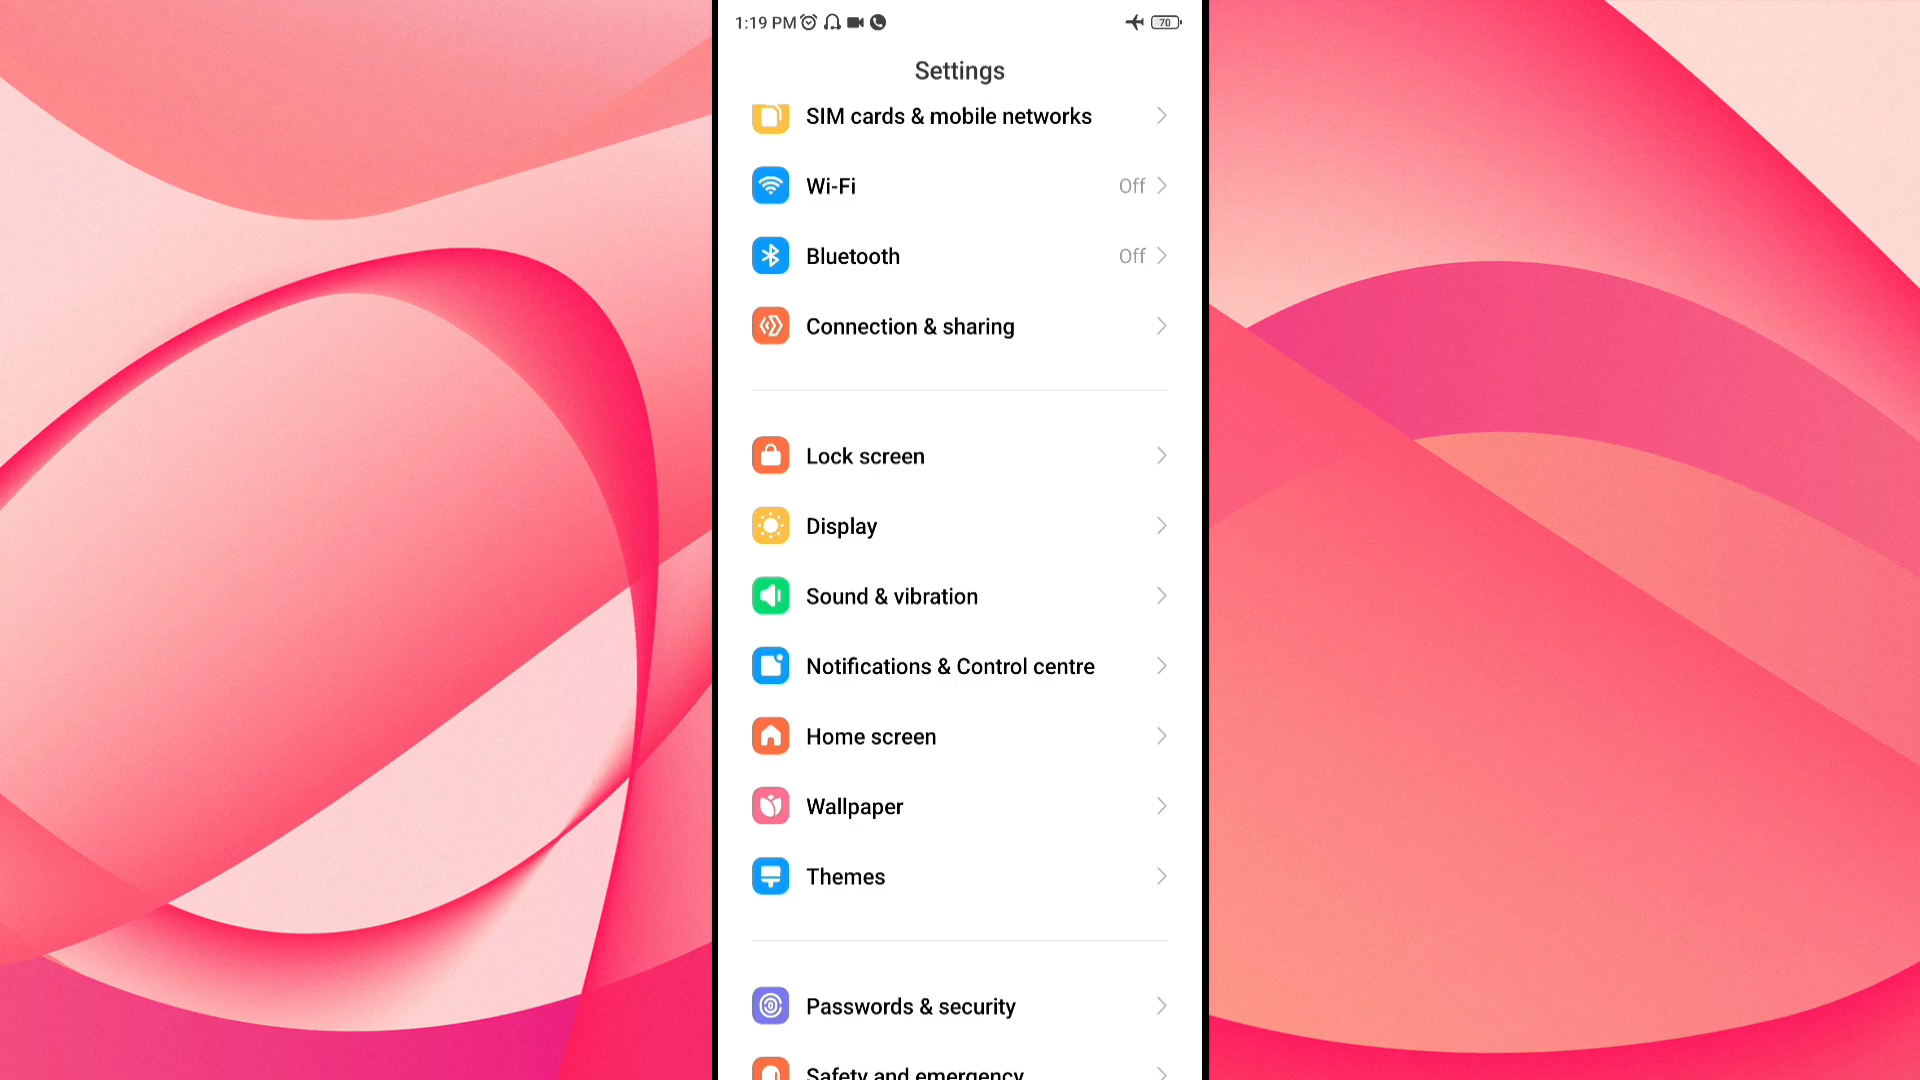 1:19 PM
70
Settings
SIM cards & mobile networks
Wi-Fi Off
Bluetooth Off
Connection & sharing
Lock screen
Display
Sound & vibration
Notifications & Control centre
Home screen
Wallpaper
Themes
Passwords & security
Safety and emergency